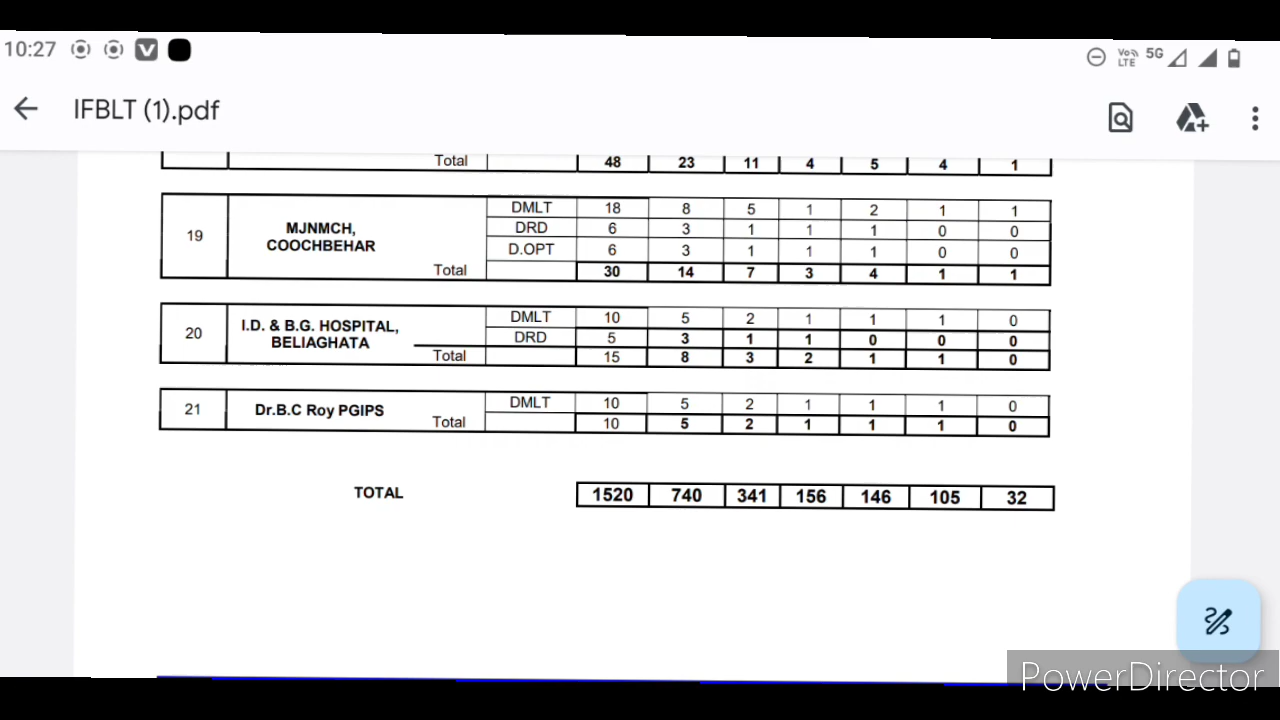 10:27 V Vo)) LTE 5G
IFBLT (1).pdf
Total 48 23 11 4 5 4 1
19 MJNMCH, COOCHBEHAR DMLT 18 8 5 1 2 1 1
DRD 6 3 1 1 1 0 0
D.OPT 6 3 1 1 1 0 0
Total 30 14 7 3 4 1 1
20 I.D. & B.G. HOSPITAL, BELIAGHATA DMLT 10 5 2 1 1 1 0
DRD 5 3 1 1 0 0 0
Total 15 8 3 2 1 1 0
21 Dr.B.C Roy PGIPS DMLT 10 5 2 1 1 1 0
Total 10 5 2 1 1 1 0
TOTAL 1520 740 341 156 146 105 32
PowerDirector